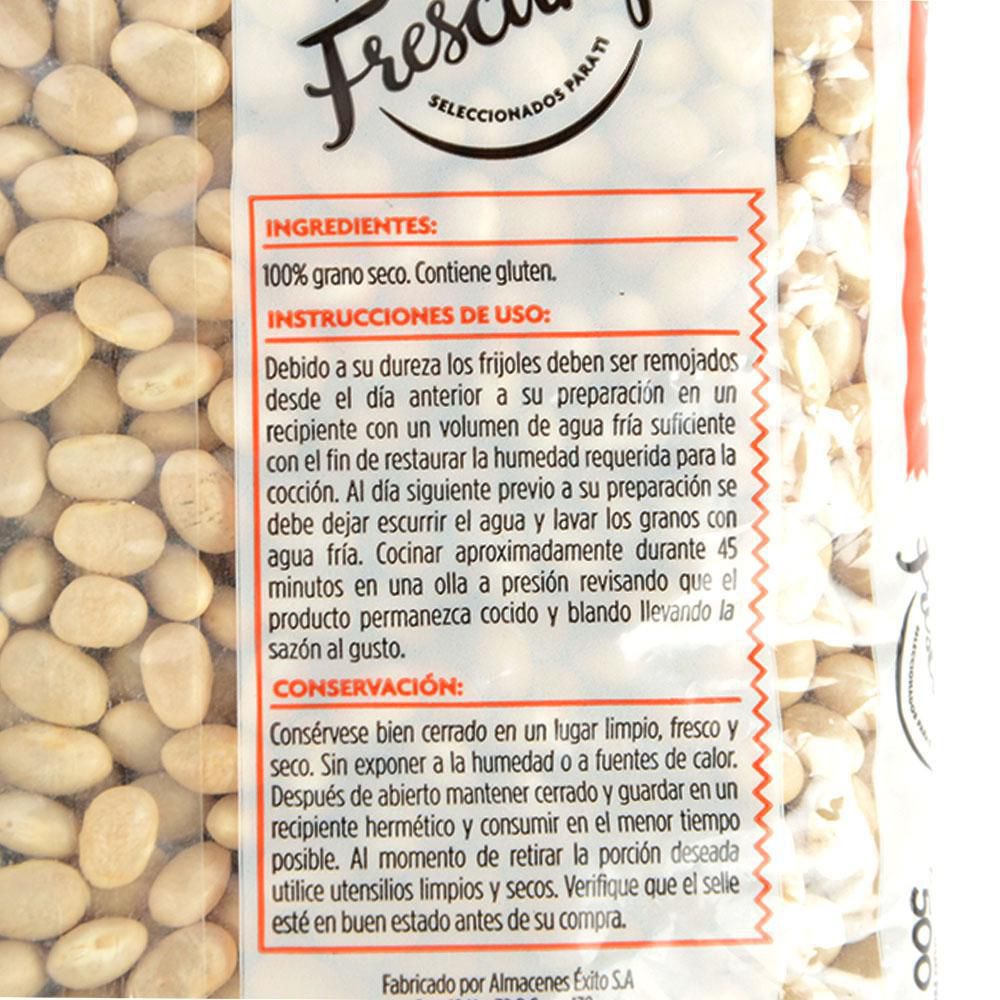 SELECCIONADOS PARA TI
INGREDIENTES:
100% grano seco. Contiene gluten.
INSTRUCCIONES DE USO:
Debido a su dureza los frijoles deben ser remojados
desde el día anterior a su preparación en un
recipiente con un volumen de agua fría suficiente
con el fin de restaurar la humedad requerida para la
cocción. Al día siguiente previo a su preparación se
debe dejar escurrir el agua y lavar los granos con
agua fría. Cocinar aproximadamente durante 45
minutos en una olla a presión revisando que el
producto permanezca cocido y blando llevando la
sazón al gusto.
CONSERVACIÓN:
Consérvese bien cerrado en un lugar limpio, fresco y
seco. Sin exponer a la humedad o a fuentes de calor.
Después de abierto mantener cerrado y guardar en un
recipiente hermético y consumir en el menor tiempo
posible. Al momento de retirar la porción deseada
utilice utensilios limpios y secos. Verifique que el selle
esté en buen estado antes de su compra.
Fabricado por Almacenes Éxito S.A
500